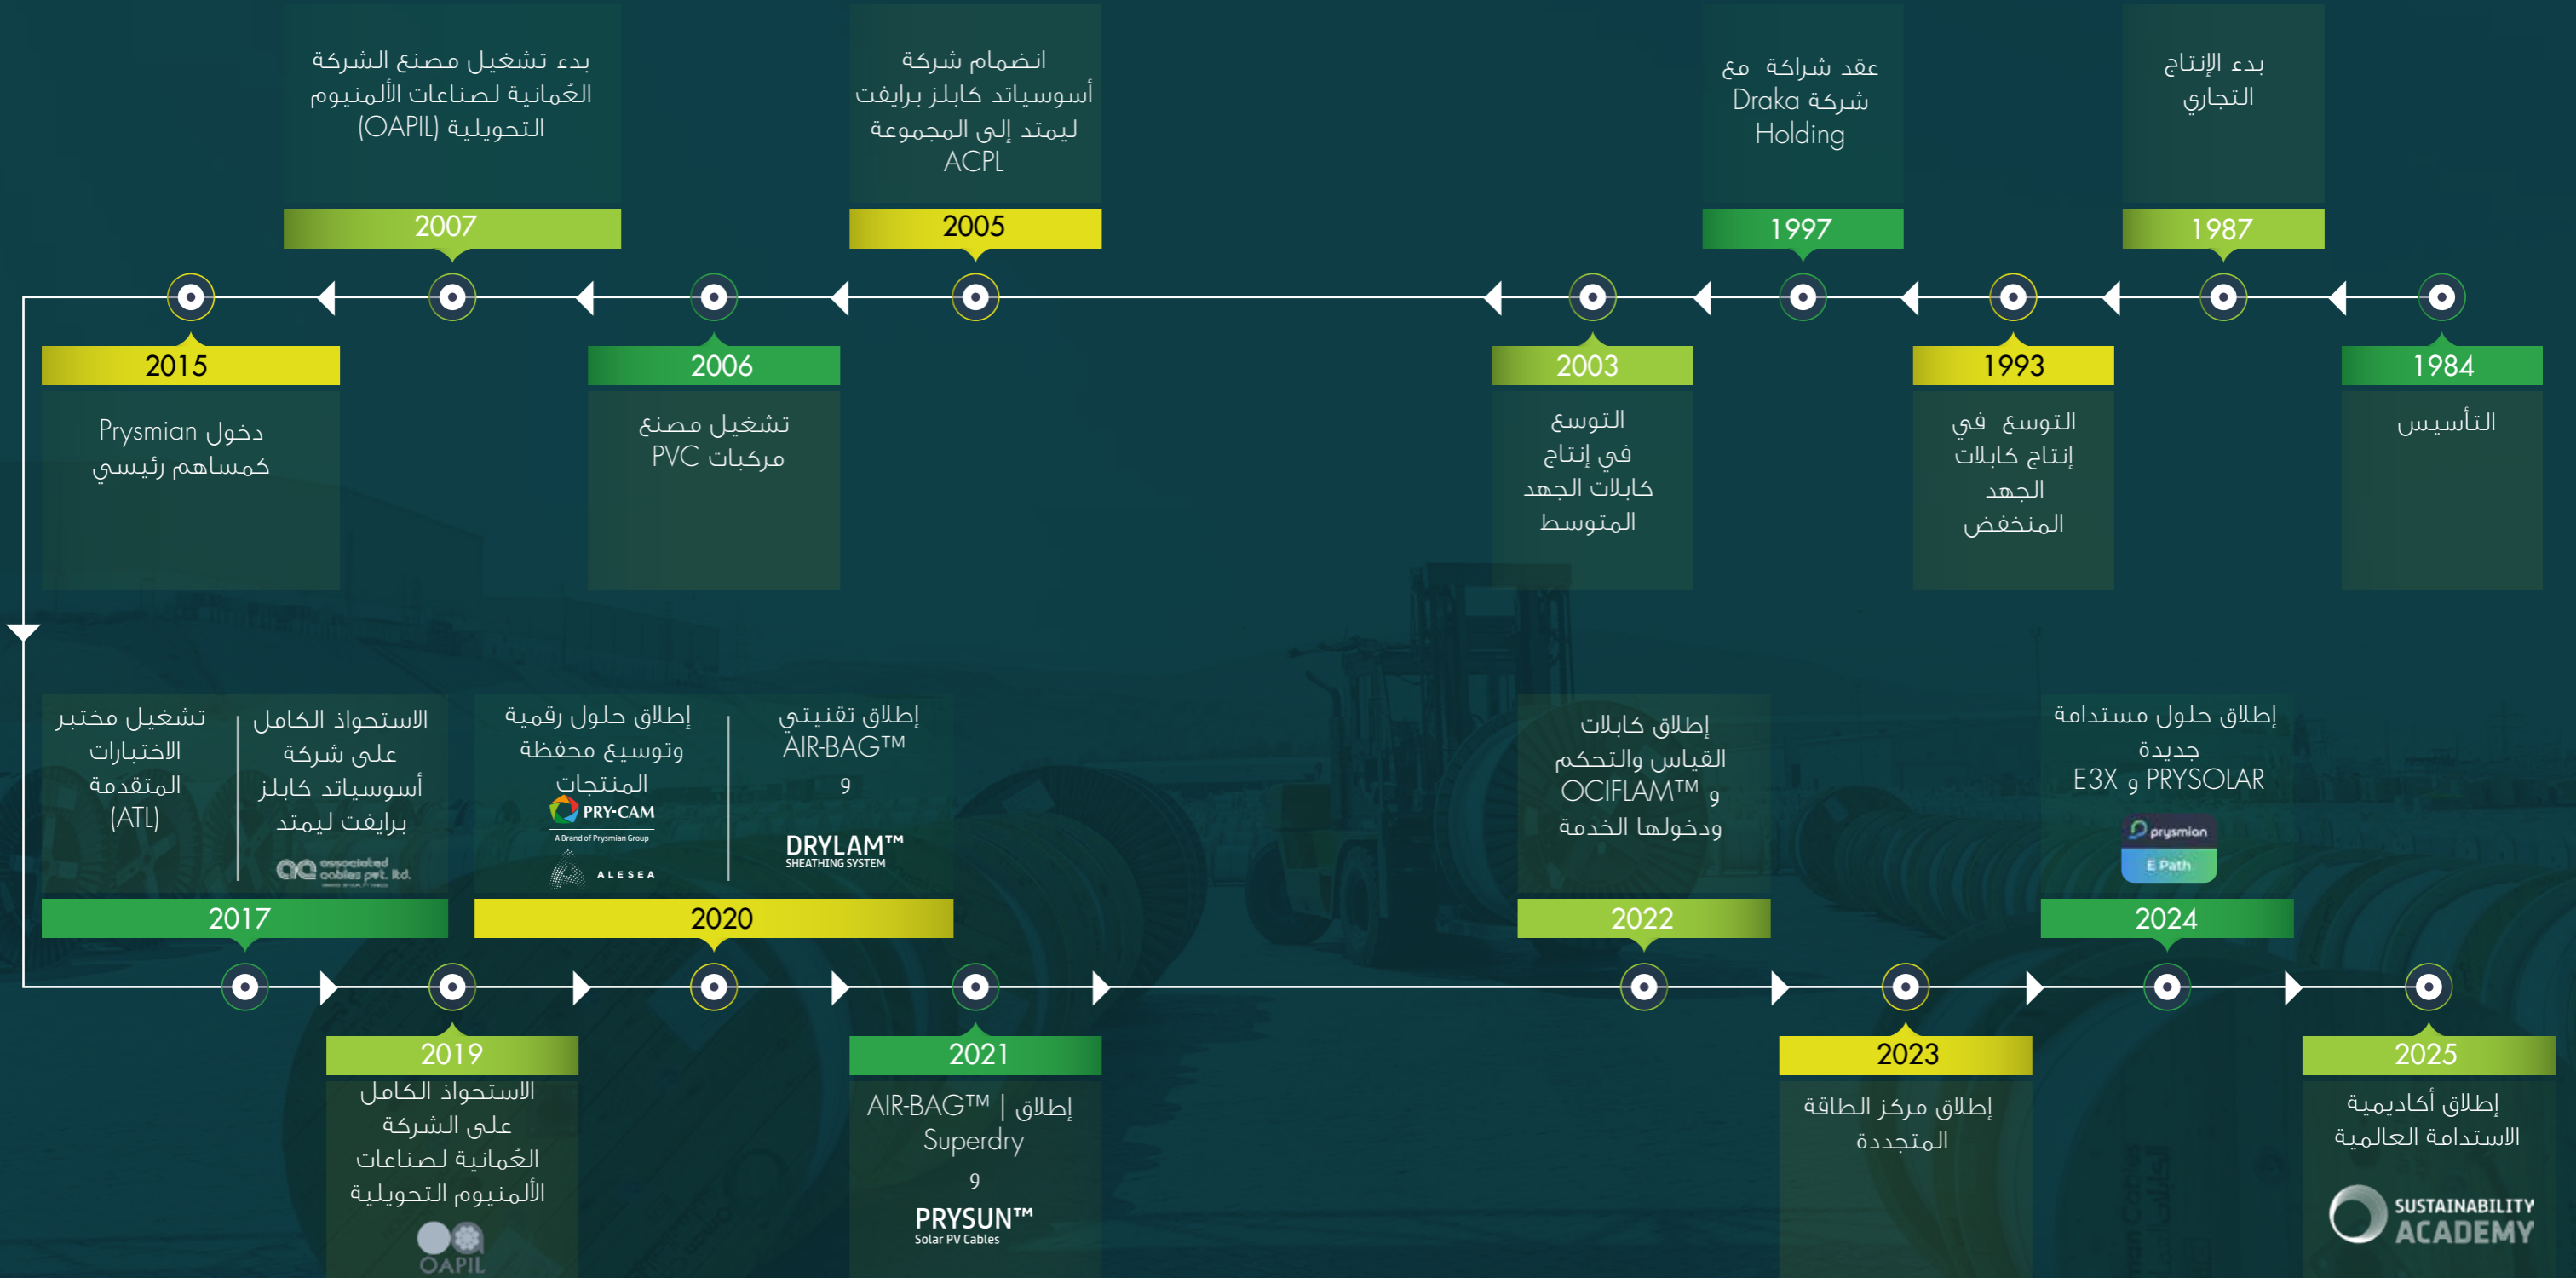 1984
التأسيس
1987
بدء الإنتاج
التجاري
1993
التوسع في
إنتاج كابلات
الجهد
المنخفض
1997
عقد شراكة مع
شركة Draka
Holding
2003
التوسع
في إنتاج
كابلات الجهد
المتوسط
2005
انضمام شركة
أسوسياتد كابلز برايفت
ليمتد إلى المجموعة
ACPL
2006
تشغيل مصنع
مركبات PVC
2007
بدء تشغيل مصنع الشركة
العُمانية لصناعات الألمنيوم
التحويلية (OAPIL)
2015
دخول Prysmian
كمساهم رئيسي
2017
تشغيل مختبر
الاختبارات
المتقدمة
(ATL)
الاستحواذ الكامل
على شركة
أسوسياتد كابلز
برايفت ليمتد
associated
cables pvt. ltd.
2019
الاستحواذ الكامل
على الشركة
العُمانية لصناعات
الألمنيوم التحويلية
OAPIL
2020
إطلاق حلول رقمية
وتوسيع محفظة
المنتجات
PRY-CAM
A Brand of Prysmian Group
ALESEA
إطلاق تقنيتي
AIR-BAG™
و
DRYLAM™
SHEATHING SYSTEM
2021
إطلاق | AIR-BAG™
Superdry
و
PRYSUN™
Solar PV Cables
2022
إطلاق كابلات
القياس والتحكم
و OCIFLAM™
ودخولها الخدمة
2023
إطلاق مركز الطاقة
المتجددة
2024
إطلاق حلول مستدامة
جديدة
PRYSOLAR و E3X
prysmian
E Path
2025
إطلاق أكاديمية
الاستدامة العالمية
SUSTAINABILITY
ACADEMY